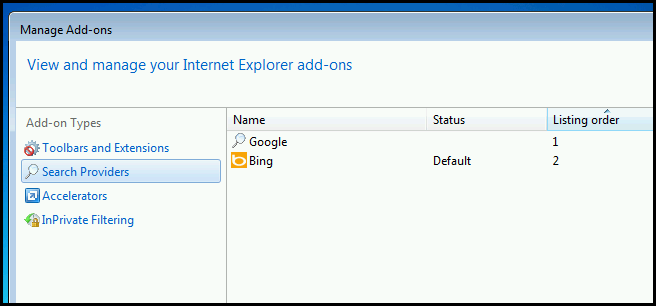 Manage Add-ons
View and manage your Internet Explorer add-ons
Add-on Types
Toolbars and Extensions
Search Providers
Accelerators
InPrivate Filtering
Name Status Listing order
Google 1
Bing Default 2